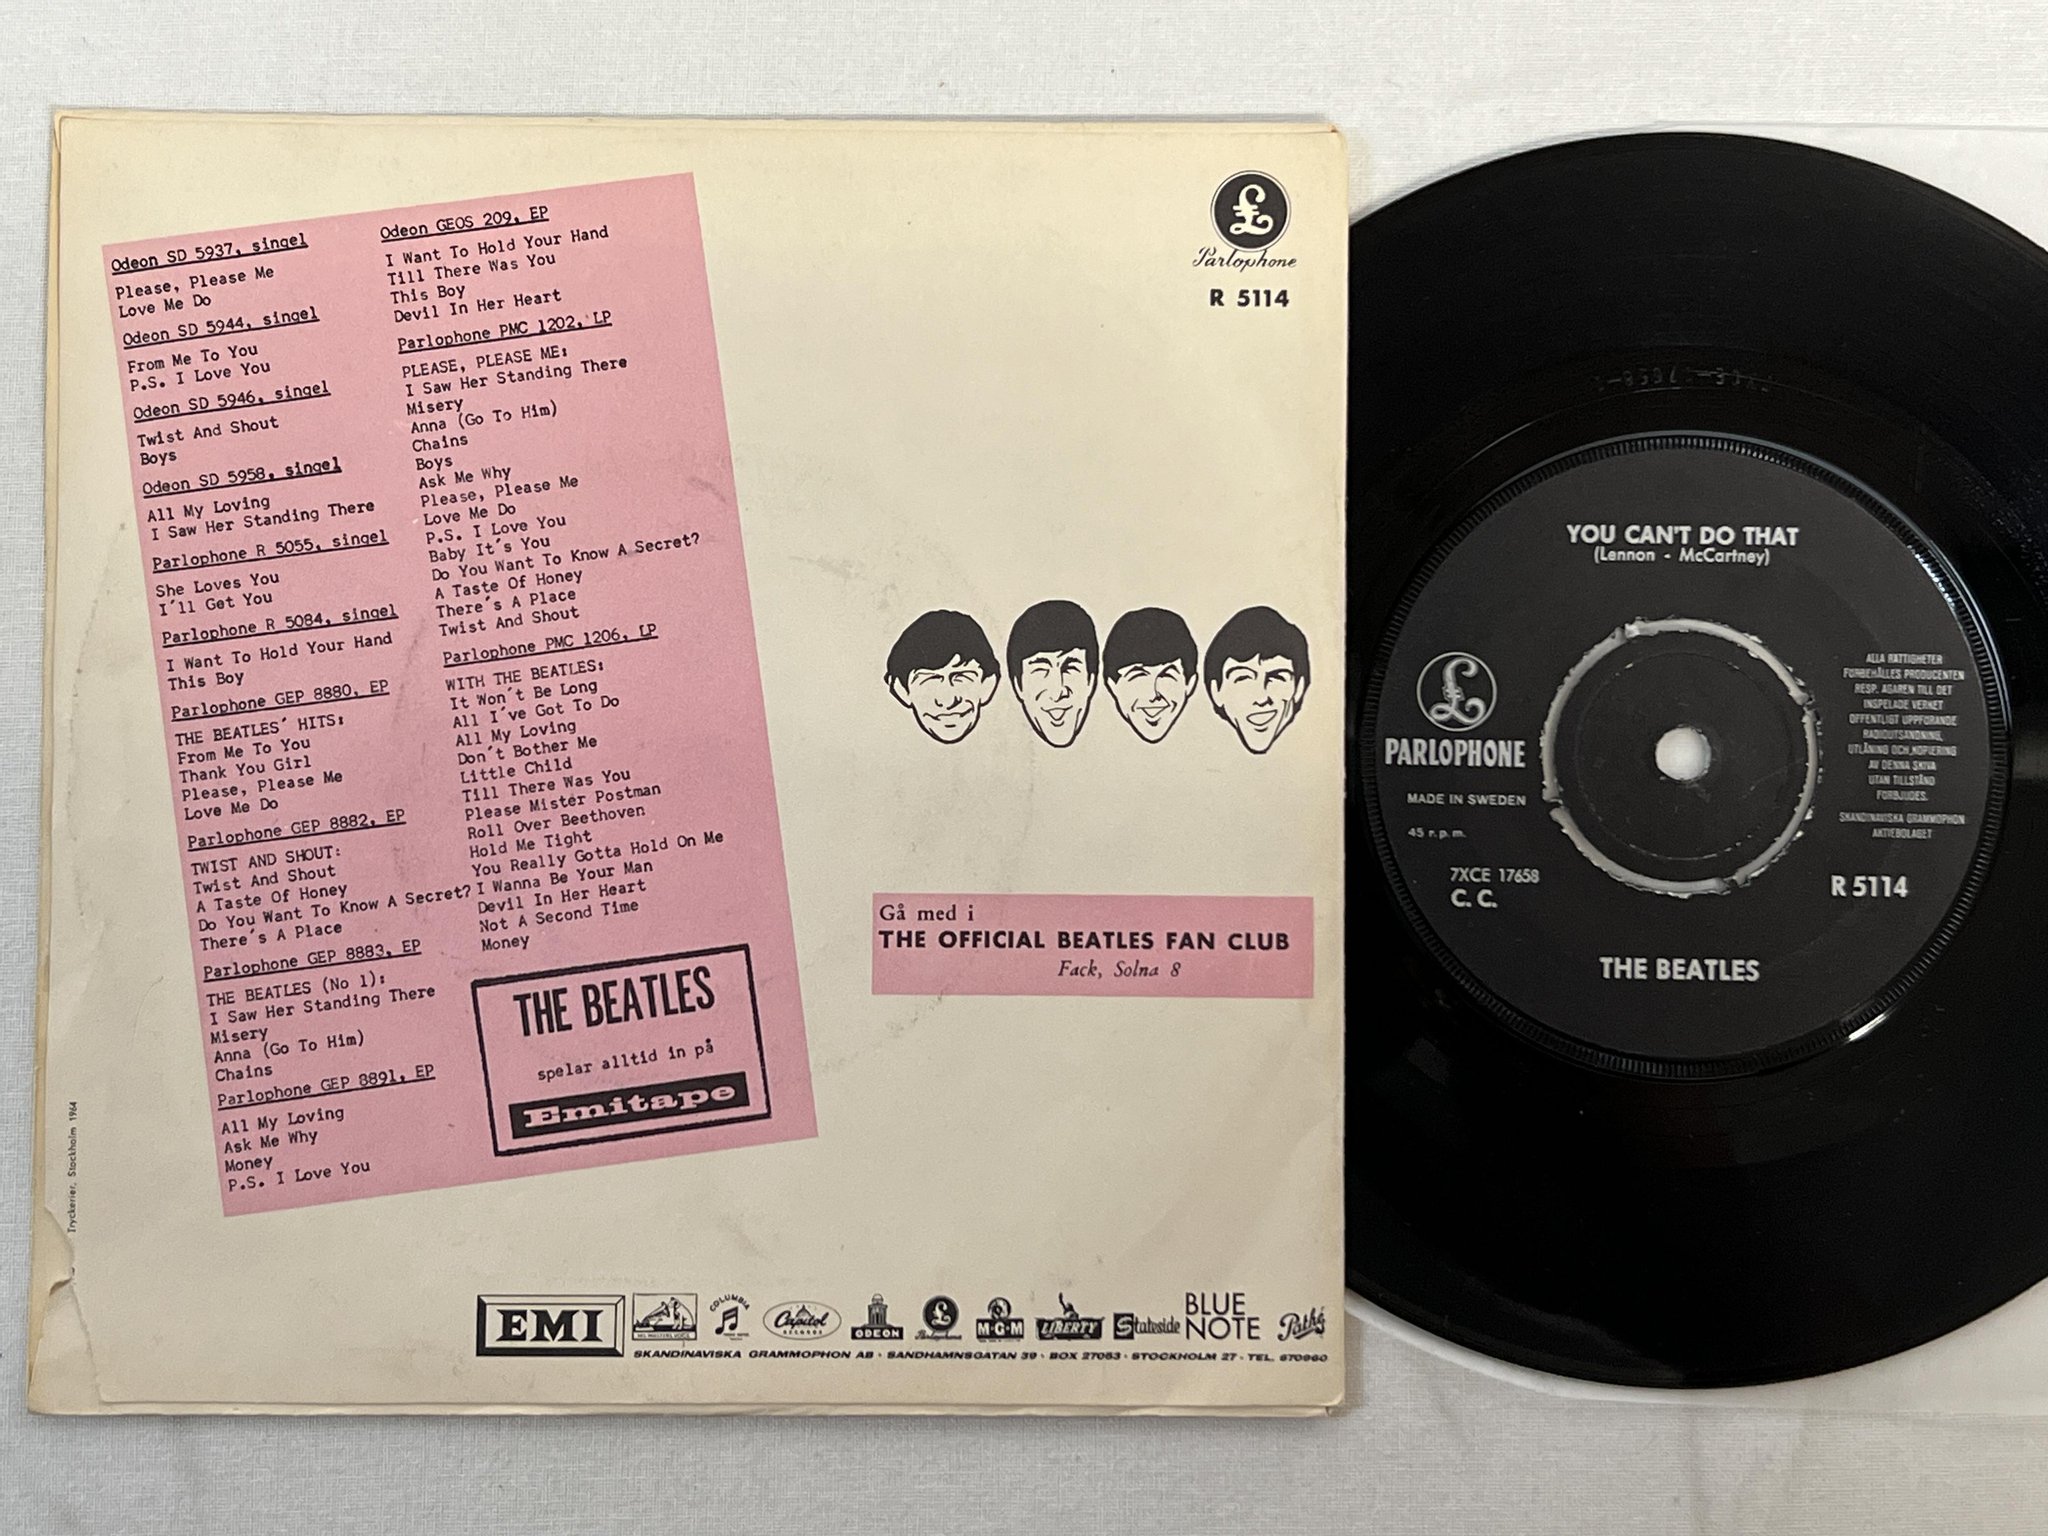 Odeon SD 5937, singel
Please, Please Me
Love Me Do
Odeon SD 5944, singel
From Me To You
P.S. I Love You
Odeon SD 5946, singel
Twist And Shout
Boys
Odeon SD 5958, singel
All My Loving
I Saw Her Standing There
Parlophone R 5055, singel
She Loves You
I'll Get You
Parlophone R 5084, singel
I Want To Hold Your Hand
This Boy
Parlophone GEP 8880, EP
THE BEATLES' HITS:
From Me To You
Thank You Girl
Please, Please Me
Love Me Do
Parlophone GEP 8882, EP
TWIST AND SHOUT:
Twist And Shout
A Taste Of Honey
Do You Want To Know A Secret?
There's A Place
Parlophone GEP 8883, EP
THE BEATLES (No 1):
I Saw Her Standing There
Misery
Anna (Go To Him)
Chains
Parlophone GEP 8891, EP
All My Loving
Ask Me Why
Money
P.S. I Love You
Odeon GEOS 209, EP
I Want To Hold Your Hand
Till There Was You
This Boy
Devil In Her Heart
Parlophone PMC 1202, LP
PLEASE, PLEASE ME:
I Saw Her Standing There
Misery
Anna (Go To Him)
Chains
Boys
Ask Me Why
Please, Please Me
Love Me Do
P.S. I Love You
Baby It's You
Do You Want To Know A Secret?
A Taste Of Honey
There's A Place
Twist And Shout
Parlophone PMC 1206, LP
WITH THE BEATLES:
It Won't Be Long
All I've Got To Do
All My Loving
Don't Bother Me
Little Child
Till There Was You
Please Mister Postman
Roll Over Beethoven
Hold Me Tight
You Really Gotta Hold On Me
I Wanna Be Your Man
Devil In Her Heart
Not A Second Time
Money
THE BEATLES
spelar alltid in på
Emitape
Tryckerier, Stockholm 1964
Parlophone
R 5114
Gå med i
THE OFFICIAL BEATLES FAN CLUB
Fack, Solna 8
EMI
HIS MASTER'S VOICE
COLUMBIA
Capitol
RECORDS
ODEON
Parlophone
M-G-M
LIBERTY
Stateside
BLUE
NOTE
Pathé
SKANDINAVISKA GRAMMOPHON AB · SANDHAMNSGATAN 39 · BOX 27053 · STOCKHOLM 27 · TEL. 670960
YOU CAN'T DO THAT
(Lennon - McCartney)
PARLOPHONE
MADE IN SWEDEN
45 r.p.m.
7XCE 17658
C. C.
ALLA RÄTTIGHETER
FÖRBEHÅLLES PRODUCENTEN
RESP. ÄGAREN TILL DET
INSPELADE VERKET
OFFENTLIGT UPPFÖRANDE
RADIOUTSÄNDNING,
UTLÅNING OCH KOPIERING
AV DENNA SKIVA
UTAN TILLSTÅND
FÖRBJUDES.
SKANDINAVISKA GRAMMOPHON
AKTIEBOLAGET
R 5114
THE BEATLES